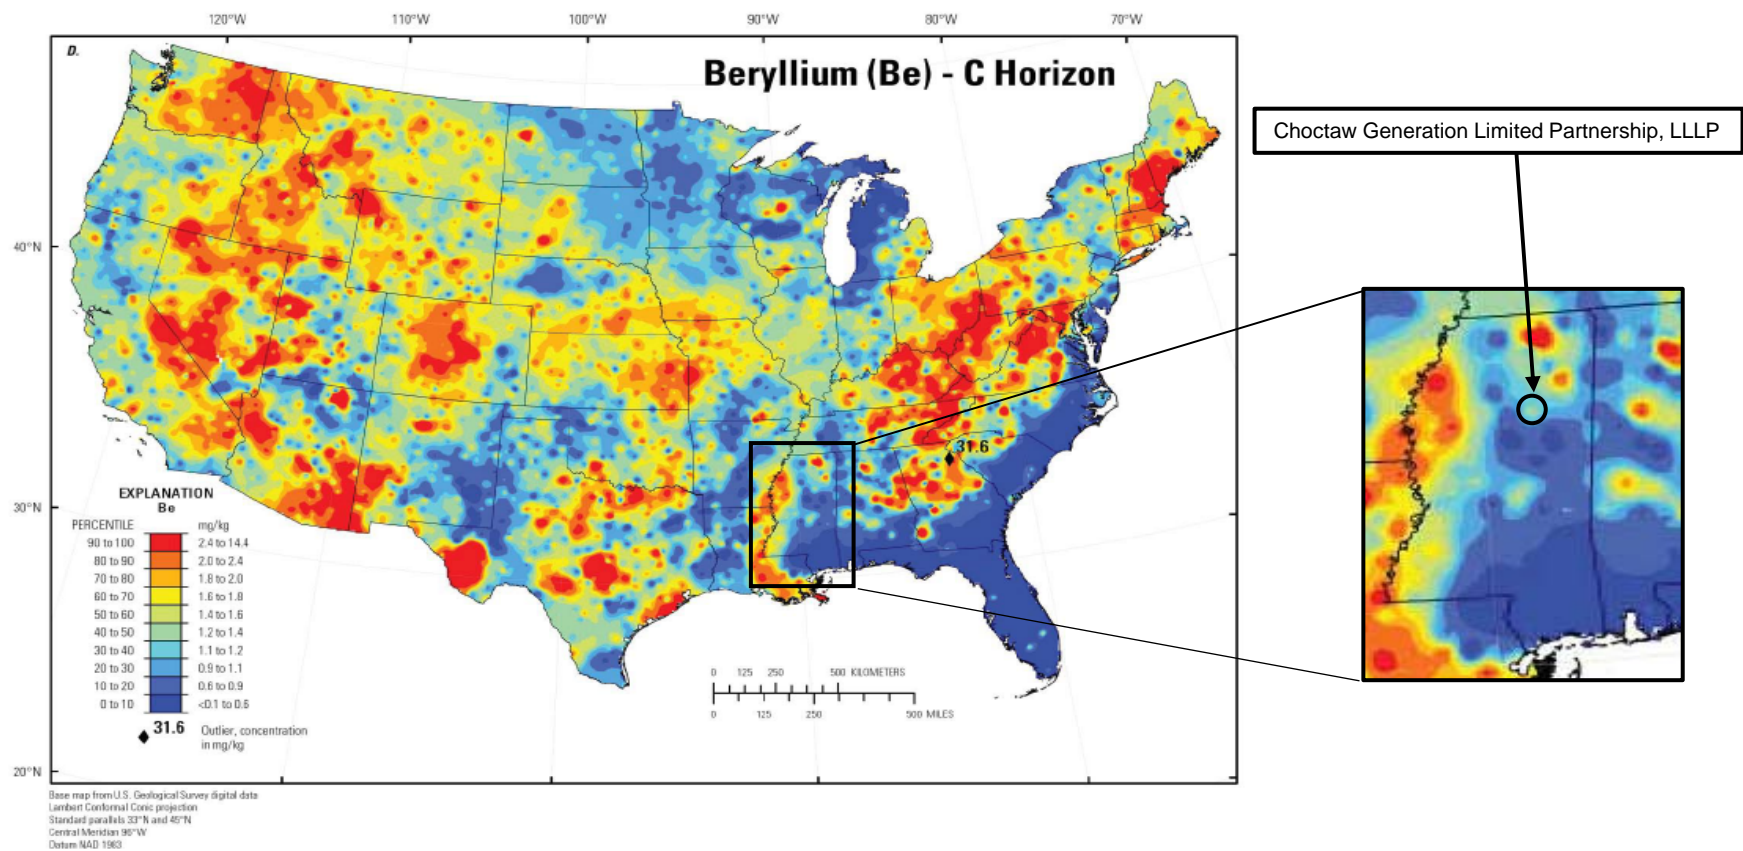 120°W 110°W 100°W 90°W 80°W 70°W
D.
Beryllium (Be) - C Horizon
Choctaw Generation Limited Partnership, LLLP
40°N
31.6
30°N
EXPLANATION
Be
PERCENTILE mg/kg
90 to 100 2.4 to 14.4
80 to 90 2.0 to 2.4
70 to 80 1.8 to 2.0
60 to 70 1.6 to 1.8
50 to 60 1.4 to 1.6
40 to 50 1.2 to 1.4
30 to 40 1.1 to 1.2
20 to 30 0.9 to 1.1
10 to 20 0.6 to 0.9
0 to 10 <0.1 to 0.6
31.6 Outlier, concentration
in mg/kg
0 125 250 500 KILOMETERS
0 125 250 500 MILES
20°N
Base map from U.S. Geological Survey digital data
Lambert Conformal Conic projection
Standard parallels 33°N and 45°N
Central Meridian 96°W
Datum NAD 1983